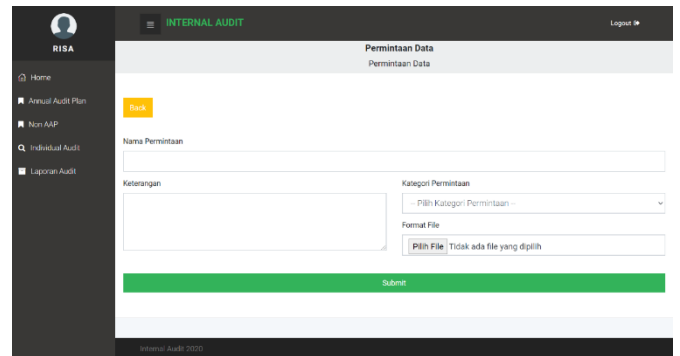 INTERNAL AUDIT
Logout
RISA
Permintaan Data
Permintaan Data
Home
Annual Audit Plan
Non AAP
Individual Audit
Laporan Audit
Back
Nama Permintaan
Keterangan
Kategori Permintaan
-- Pilih Kategori Permintaan --
Format File
Pilih File Tidak ada file yang dipilih
Submit
Internal Audit 2020